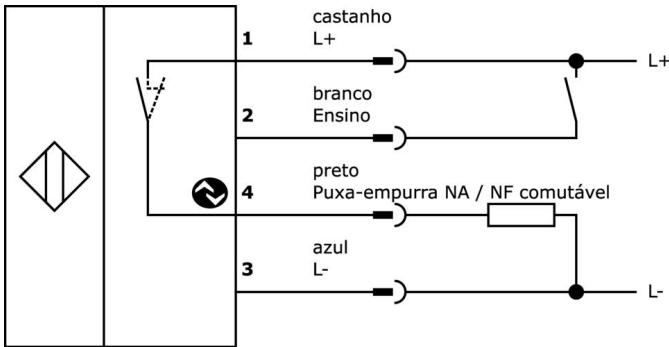 castanho
1 L+
L+
branco
2 Ensino
preto
4 Puxa-empurra NA / NF comutável
azul
3 L-
L-